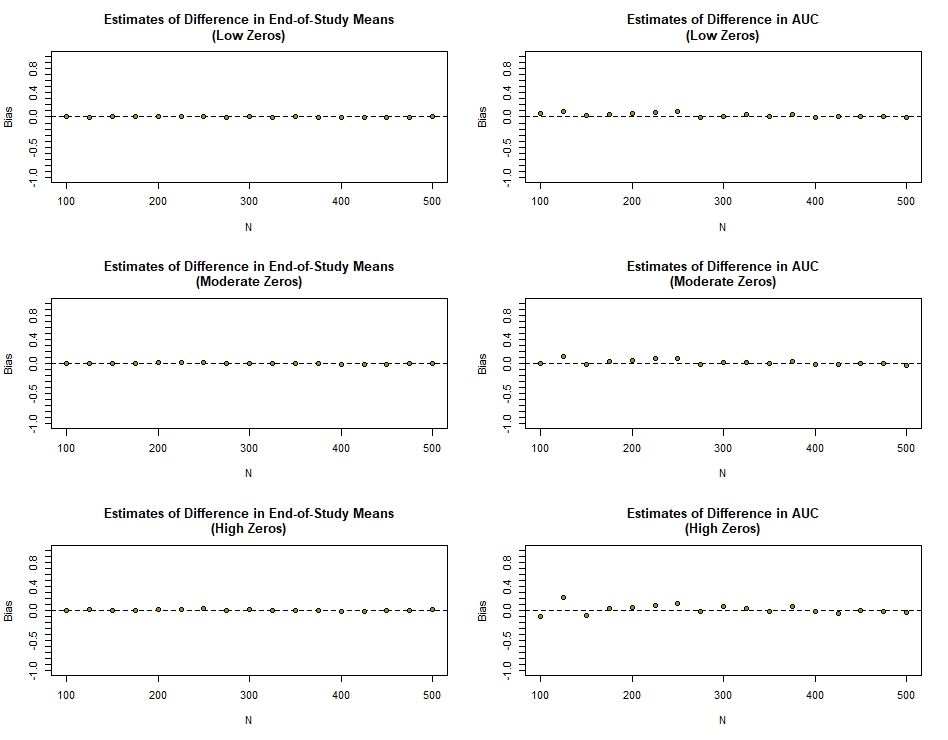 Estimates of Difference in End-of-Study Means
(Low Zeros)
Bias
0.8
0.4
0.0
-0.5
-1.0
100 200 300 400 500
N
Estimates of Difference in AUC
(Low Zeros)
Bias
0.8
0.4
0.0
-0.5
-1.0
100 200 300 400 500
N
Estimates of Difference in End-of-Study Means
(Moderate Zeros)
Bias
0.8
0.4
0.0
-0.5
-1.0
100 200 300 400 500
N
Estimates of Difference in AUC
(Moderate Zeros)
Bias
0.8
0.4
0.0
-0.5
-1.0
100 200 300 400 500
N
Estimates of Difference in End-of-Study Means
(High Zeros)
Bias
0.8
0.4
0.0
-0.5
-1.0
100 200 300 400 500
N
Estimates of Difference in AUC
(High Zeros)
Bias
0.8
0.4
0.0
-0.5
-1.0
100 200 300 400 500
N